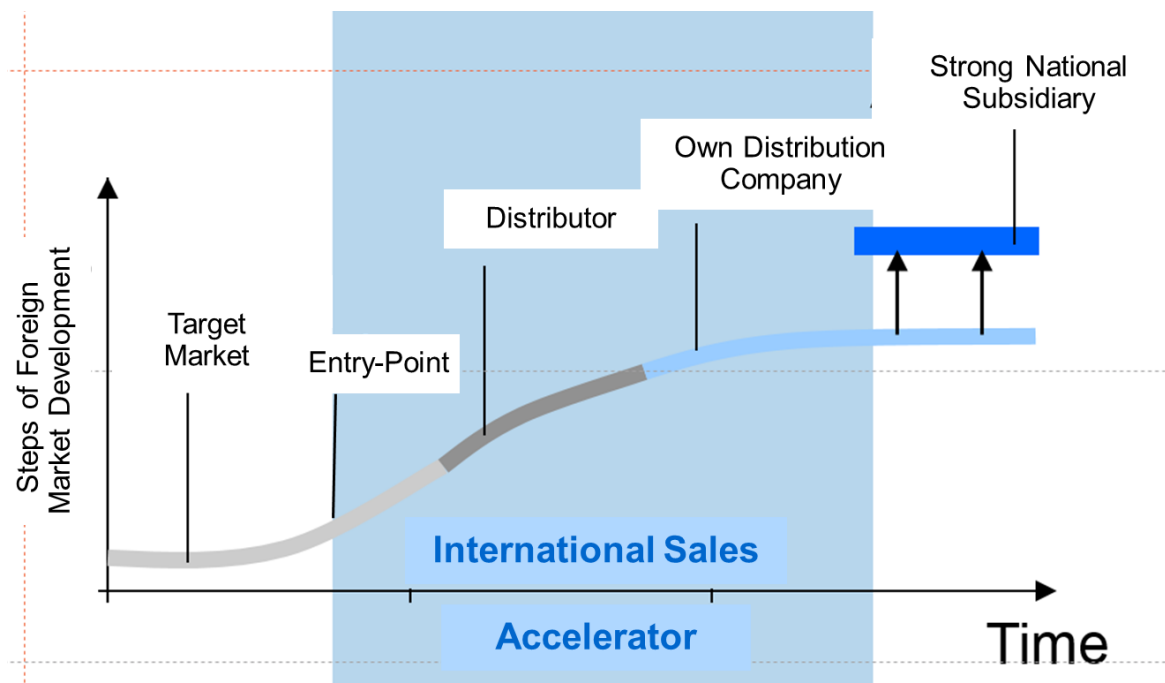 Strong National
Subsidiary
Own Distribution
Company
Distributor
Target
Market
Entry-Point
Steps of Foreign
Market Development
International Sales
Accelerator
Time